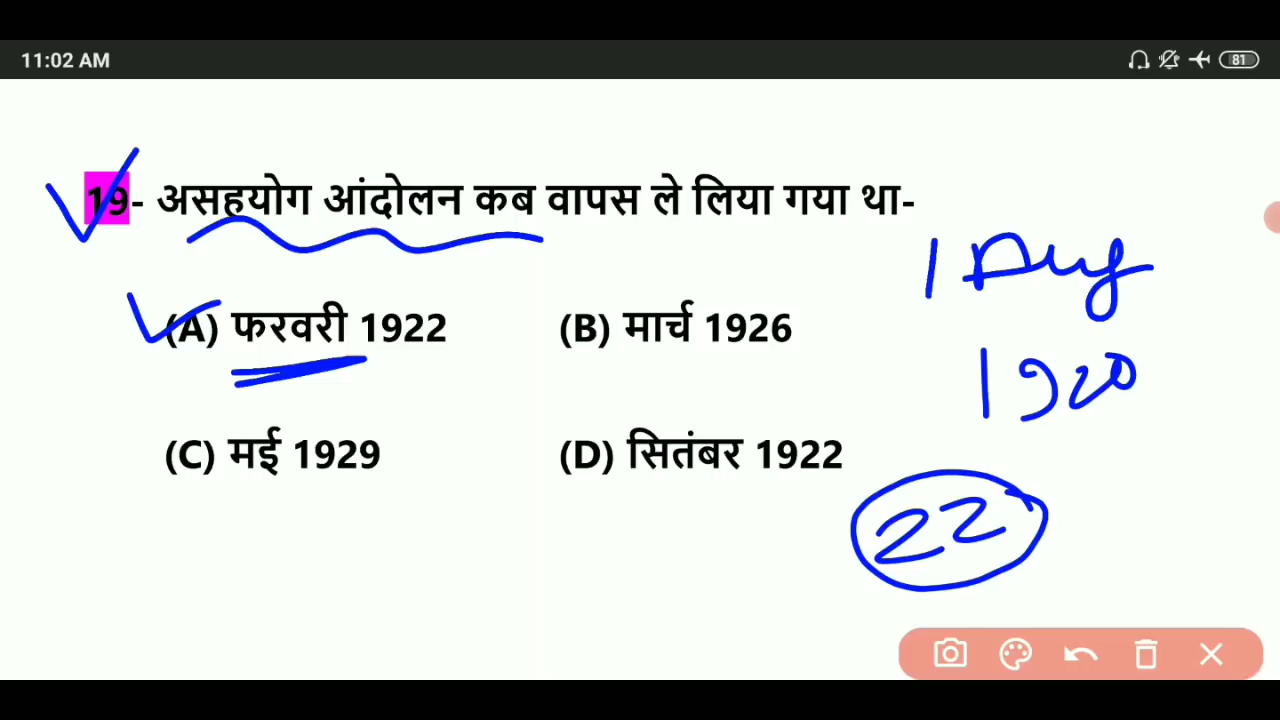 11:02 AM
81
19- असहयोग आंदोलन कब वापस ले लिया गया था-
1 Aug
1920
(A) फरवरी 1922 (B) मार्च 1926
(C) मई 1929 (D) सितंबर 1922
22